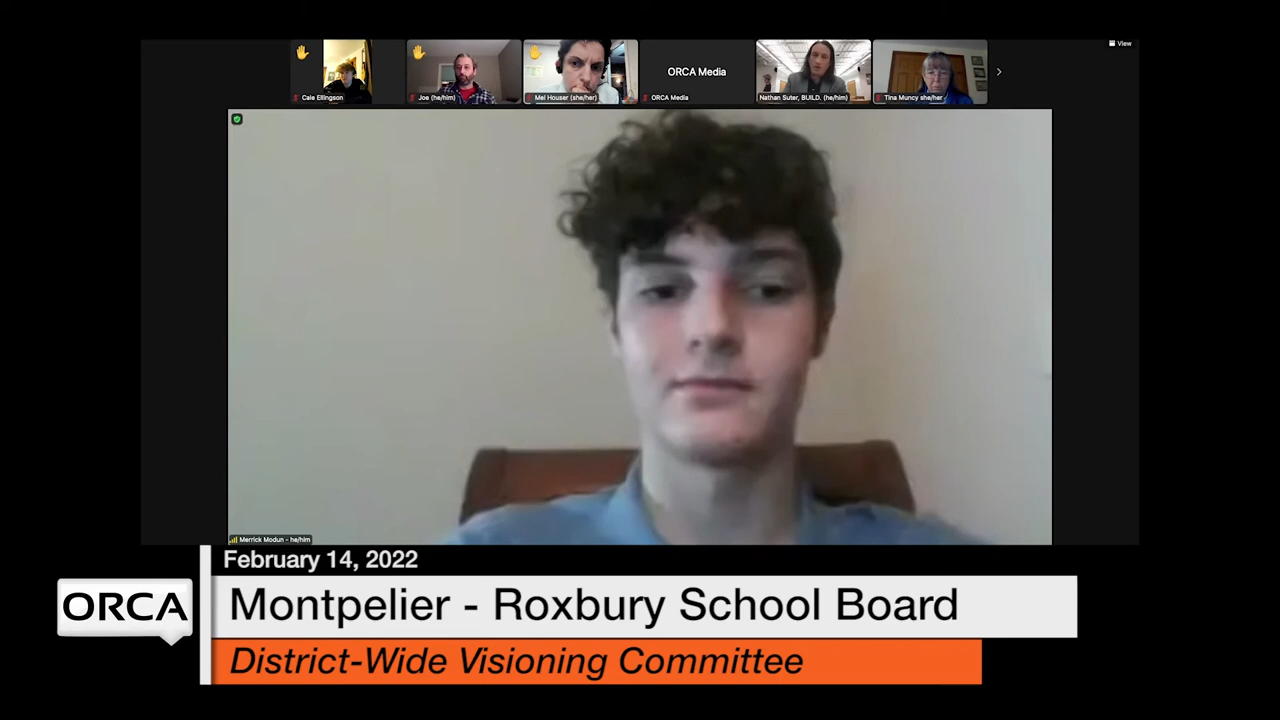 View
ORCA Media
Cale Ellingson
Joe (he/him)
Mel Houser (she/her)
ORCA Media
Nathan Suter, BUILD. (he/him)
Tina Muncy she/her
Merrick Modun - he/him
February 14, 2022
ORCA
Montpelier - Roxbury School Board
District-Wide Visioning Committee